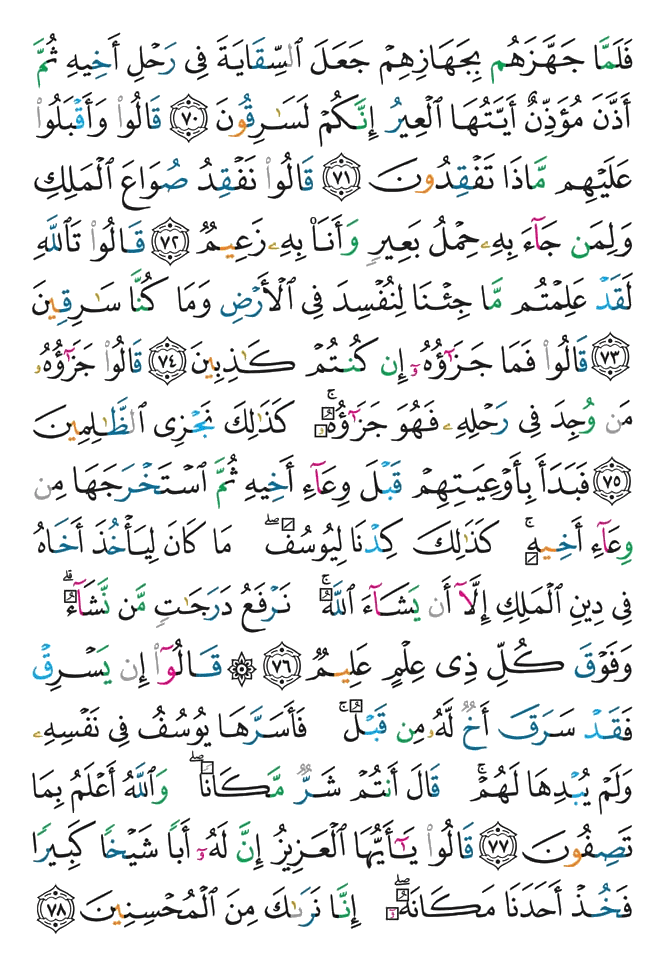 فَلَمَّا جَهَّزَهُم بِجَهَازِهِمْ جَعَلَ ٱلسِّقَايَةَ فِى رَحْلِ أَخِيهِ ثُمَّ
أَذَّنَ مُؤَذِّنٌ أَيَّتُهَا ٱلْعِيرُ إِنَّكُمْ لَسَـٰرِقُونَ ٧٠ قَالُوا۟ وَأَقْبَلُوا۟
عَلَيْهِم مَّاذَا تَفْقِدُونَ ٧١ قَالُوا۟ نَفْقِدُ صُوَاعَ ٱلْمَلِكِ
وَلِمَن جَآءَ بِهِۦ حِمْلُ بَعِيرٍ وَأَنَا۠ بِهِۦ زَعِيمٌ ٧٢ قَالُوا۟ تَٱللَّهِ
لَقَدْ عَلِمْتُم مَّا جِئْنَا لِنُفْسِدَ فِى ٱلْأَرْضِ وَمَا كُنَّا سَـٰرِقِينَ
٧٣ قَالُوا۟ فَمَا جَزَٰٓؤُهُۥٓ إِن كُنتُمْ كَـٰذِبِينَ ٧٤ قَالُوا۟ جَزَٰٓؤُهُۥ
مَن وُجِدَ فِى رَحْلِهِۦ فَهُوَ جَزَٰٓؤُهُۥ ۚ كَذَٰلِكَ نَجْزِى ٱلظَّـٰلِمِينَ
٧٥ فَبَدَأَ بِأَوْعِيَتِهِمْ قَبْلَ وِعَآءِ أَخِيهِ ثُمَّ ٱسْتَخْرَجَهَا مِن
وِعَآءِ أَخِيهِ ۚ كَذَٰلِكَ كِدْنَا لِيُوسُفَ ۖ مَا كَانَ لِيَأْخُذَ أَخَاهُ
فِى دِينِ ٱلْمَلِكِ إِلَّآ أَن يَشَآءَ ٱللَّهُ ۚ نَرْفَعُ دَرَجَـٰتٍ مَّن نَّشَآءُ ۗ
وَفَوْقَ كُلِّ ذِى عِلْمٍ عَلِيمٌ ٧٦ ۞ قَالُوٓا۟ إِن يَسْرِقْ
فَقَدْ سَرَقَ أَخٌ لَّهُۥ مِن قَبْلُ ۚ فَأَسَرَّهَا يُوسُفُ فِى نَفْسِهِۦ
وَلَمْ يُبْدِهَا لَهُمْ ۚ قَالَ أَنتُمْ شَرٌّ مَّكَانًا ۖ وَٱللَّهُ أَعْلَمُ بِمَا
تَصِفُونَ ٧٧ قَالُوا۟ يَـٰٓأَيُّهَا ٱلْعَزِيزُ إِنَّ لَهُۥٓ أَبًا شَيْخًا كَبِيرًا
فَخُذْ أَحَدَنَا مَكَانَهُۥٓ ۖ إِنَّا نَرَىٰكَ مِنَ ٱلْمُحْسِنِينَ ٧٨